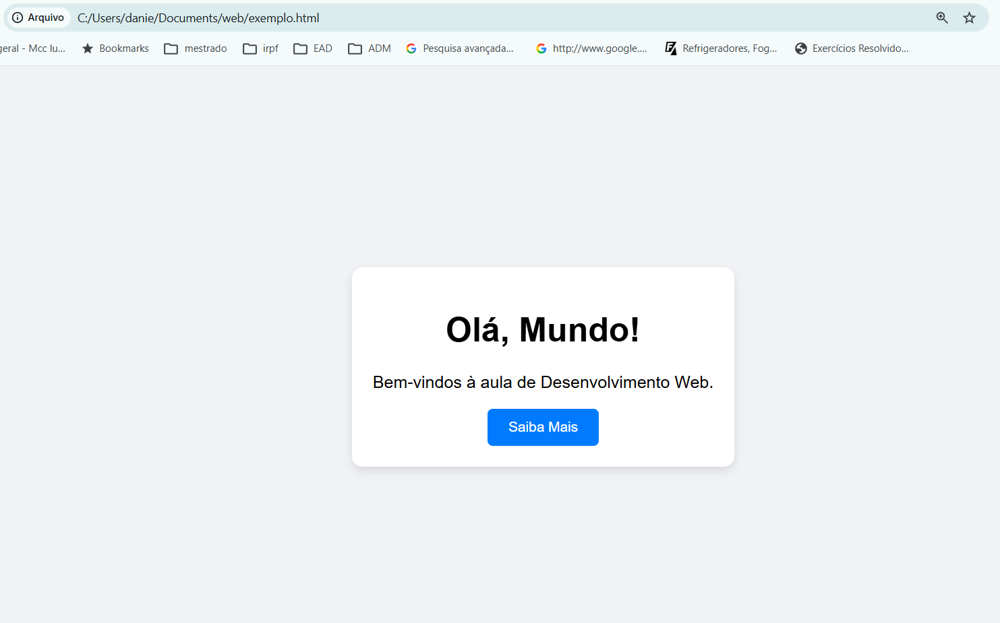 Arquivo C:/Users/danie/Documents/web/exemplo.html
geral - Mcc lu... Bookmarks mestrado irpf EAD ADM Pesquisa avançada... http://www.google.... Refrigeradores, Fog... Exercícios Resolvido...
Olá, Mundo!
Bem-vindos à aula de Desenvolvimento Web.
Saiba Mais